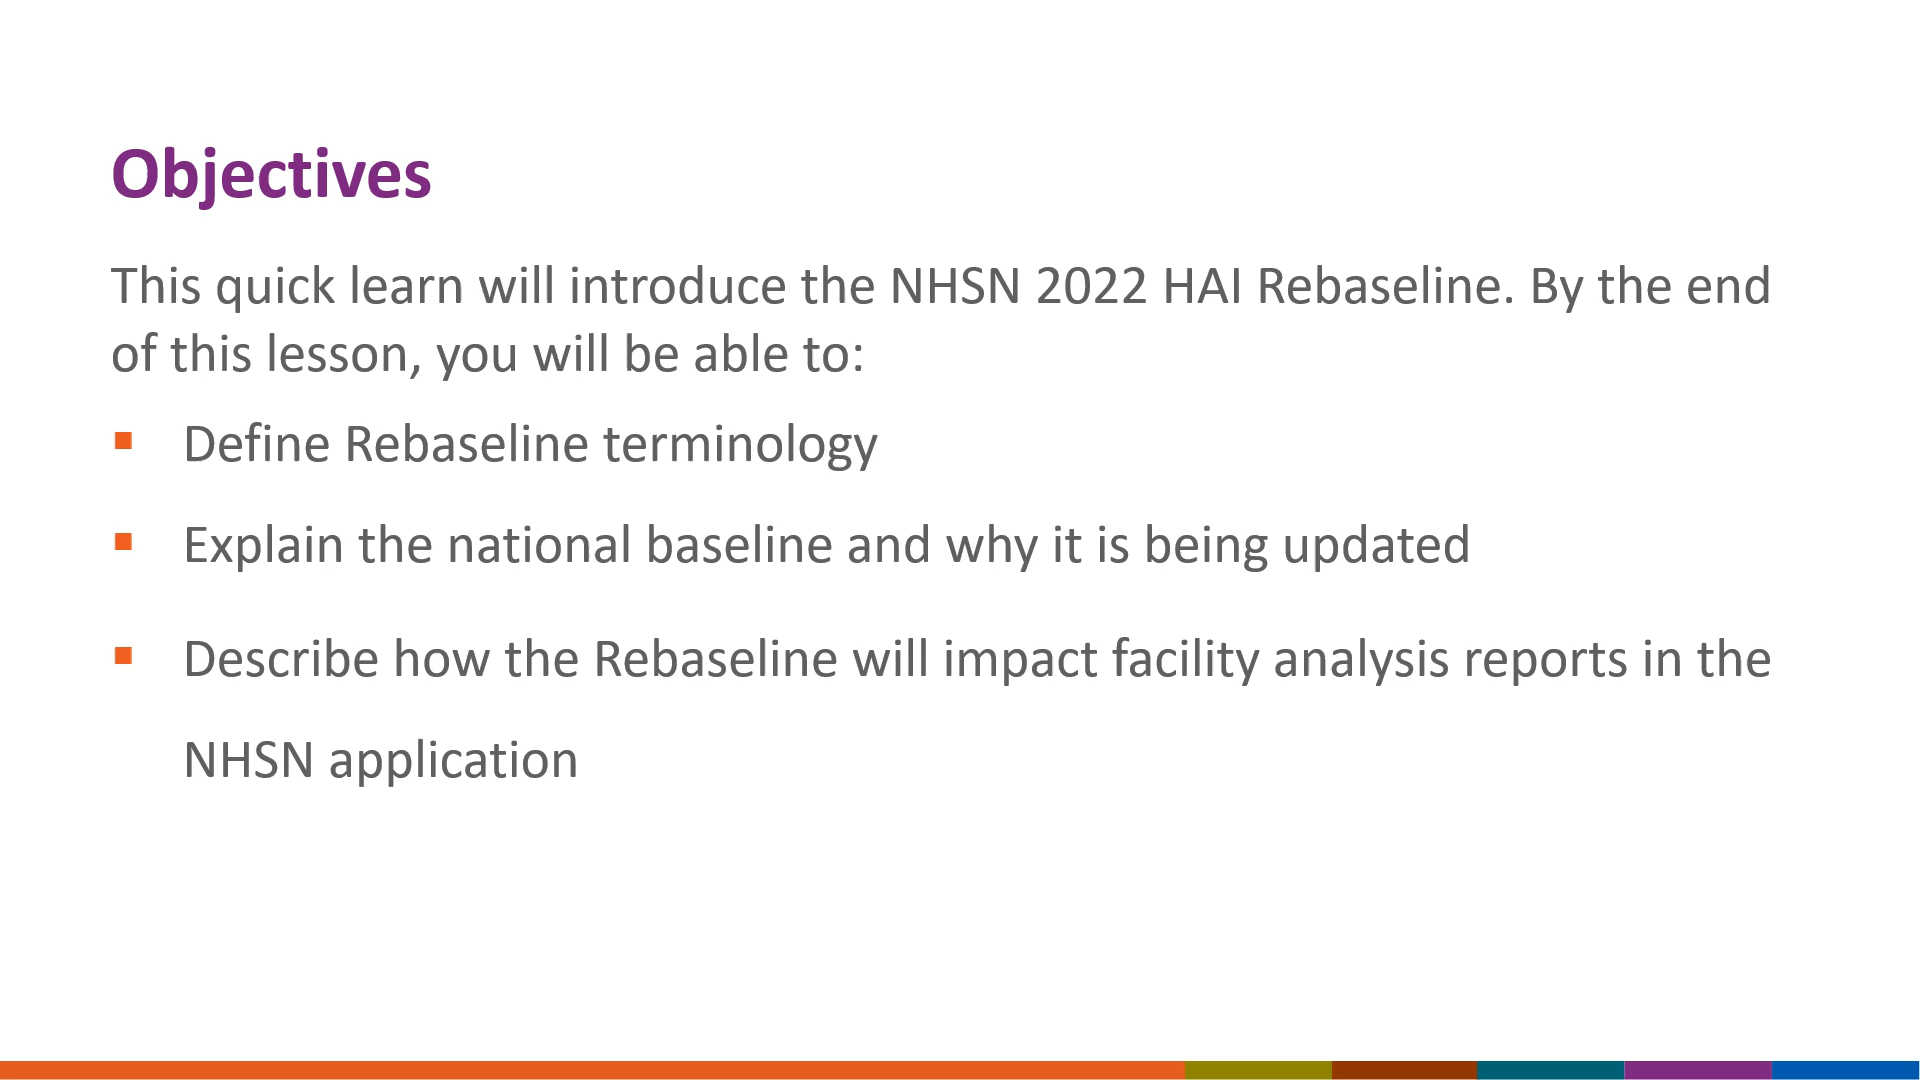 Objectives
This quick learn will introduce the NHSN 2022 HAI Rebaseline. By the end
of this lesson, you will be able to:
▪ Define Rebaseline terminology
▪ Explain the national baseline and why it is being updated
▪ Describe how the Rebaseline will impact facility analysis reports in the
NHSN application